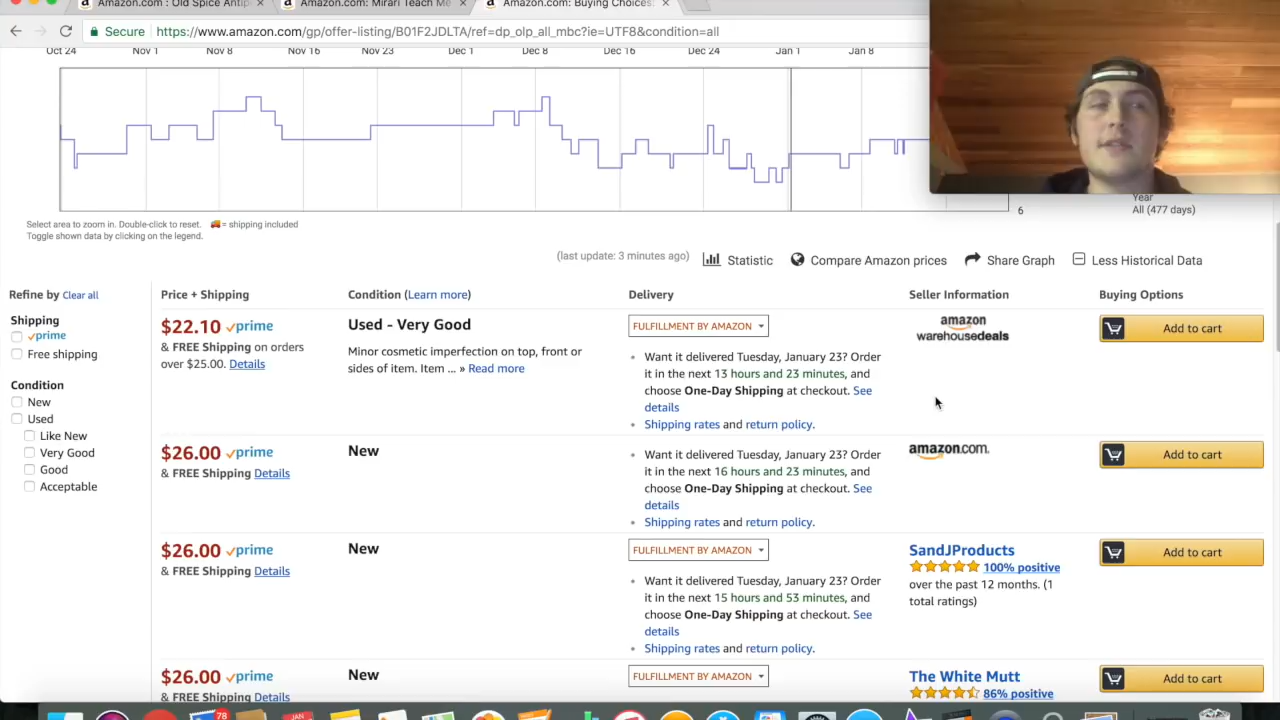 Amazon.com : Old Spice Antip
Amazon.com: Mirari Teach Me
Amazon.com: Buying Choices:
Secure https://www.amazon.com/gp/offer-listing/B01F2JDLTA/ref=dp_olp_all_mbc?ie=UTF8&condition=all
Oct 24 Nov 1 Nov 8 Nov 16 Nov 23 Dec 1 Dec 8 Dec 16 Dec 24 Jan 1 Jan 8
6
Year
All (477 days)
Select area to zoom in. Double-click to reset. = shipping included
Toggle shown data by clicking on the legend.
(last update: 3 minutes ago) Statistic Compare Amazon prices Share Graph Less Historical Data
Refine by Clear all
Shipping
prime
Free shipping
Condition
New
Used
Like New
Very Good
Good
Acceptable
Price + Shipping Condition (Learn more) Delivery Seller Information Buying Options
$22.10 prime
& FREE Shipping on orders
over $25.00. Details
Used - Very Good
Minor cosmetic imperfection on top, front or
sides of item. Item ... » Read more
FULFILLMENT BY AMAZON
Want it delivered Tuesday, January 23? Order
it in the next 13 hours and 23 minutes, and
choose One-Day Shipping at checkout. See
details
Shipping rates and return policy.
amazon
warehousedeals
Add to cart
$26.00 prime
& FREE Shipping Details
New
Want it delivered Tuesday, January 23? Order
it in the next 16 hours and 23 minutes, and
choose One-Day Shipping at checkout. See
details
Shipping rates and return policy.
amazon.com.
Add to cart
$26.00 prime
& FREE Shipping Details
New
FULFILLMENT BY AMAZON
Want it delivered Tuesday, January 23? Order
it in the next 15 hours and 53 minutes, and
choose One-Day Shipping at checkout. See
details
Shipping rates and return policy.
SandJProducts
100% positive
over the past 12 months. (1
total ratings)
Add to cart
$26.00 prime
& FREE Shipping Details
New
FULFILLMENT BY AMAZON
The White Mutt
86% positive
Add to cart
78
JAN